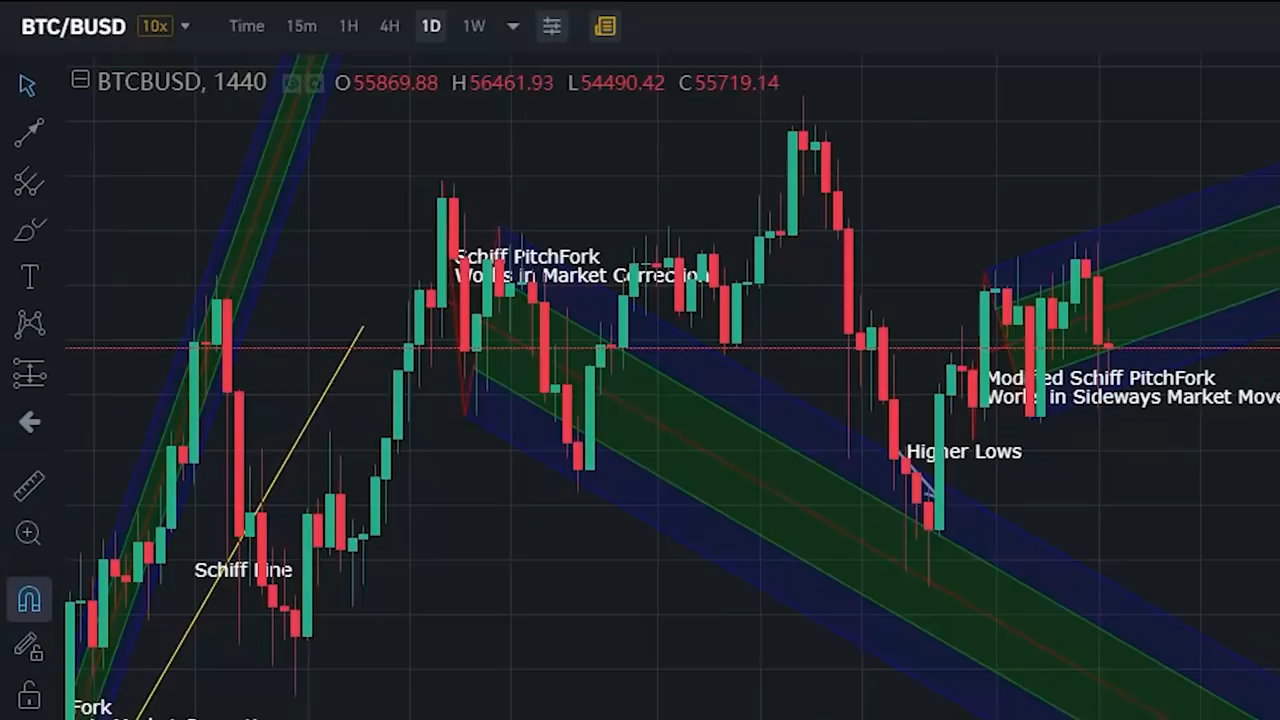 BTC/BUSD 10x Time 15m 1H 4H 1D 1W
BTCBUSD, 1440 O55869.88 H56461.93 L54490.42 C55719.14
Schiff PitchFork
Works in Market Correction
Modified Schiff PitchFork
Works in Sideways Market Move
Higher Lows
Schiff Line
Fork